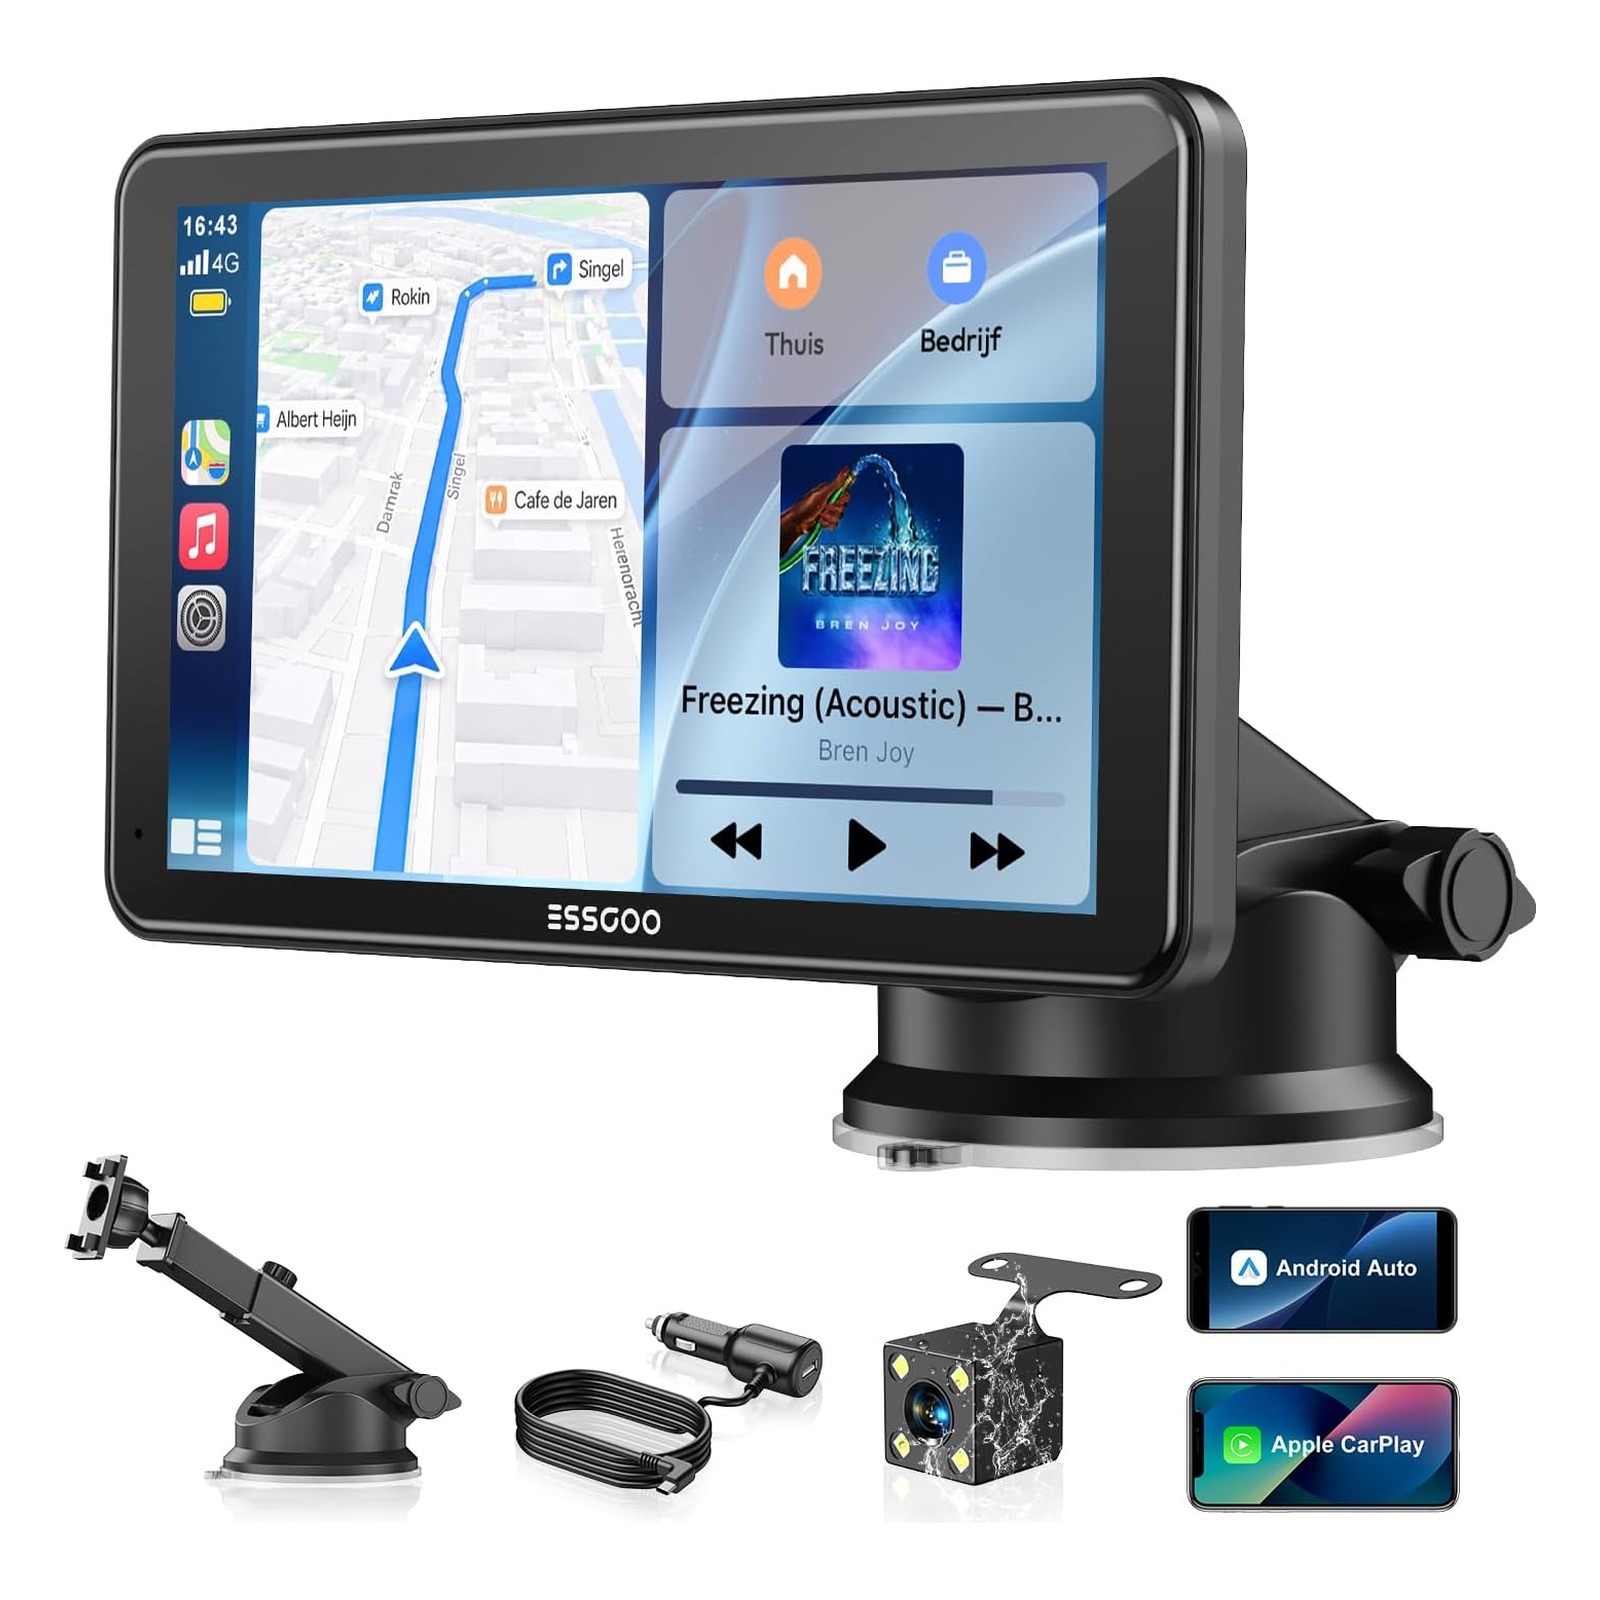 16:43
4G
Rokin
Singel
Albert Heijn
Damrak
Singel
Cafe de Jaren
Herenoracht
Thuis
Bedrijf
FREEZING
BREN JOY
Freezing (Acoustic) — B...
Bren Joy
ESSGOO
Android Auto
Apple CarPlay